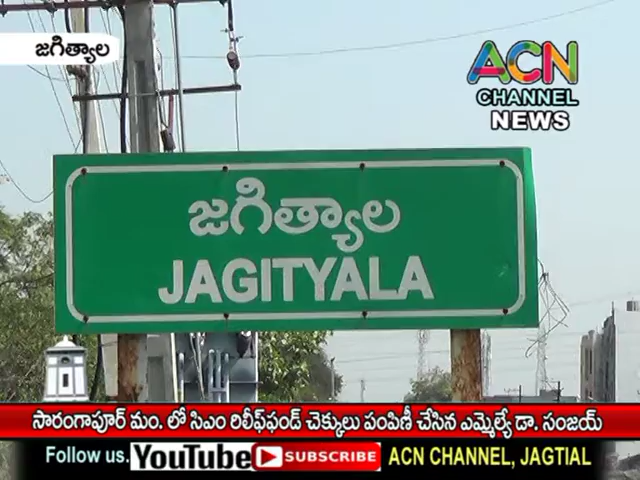 జగిత్యాల
ACN
CHANNEL
NEWS
జగిత్యాల
JAGITYALA
సారంగాపూర్ మం. లో సిఎం రిలీఫ్‌ఫండ్ చెక్కులు పంపిణీ చేసిన ఎమ్మెల్యే డా. సంజయ్
Follow us. YouTube SUBSCRIBE ACN CHANNEL, JAGTIAL